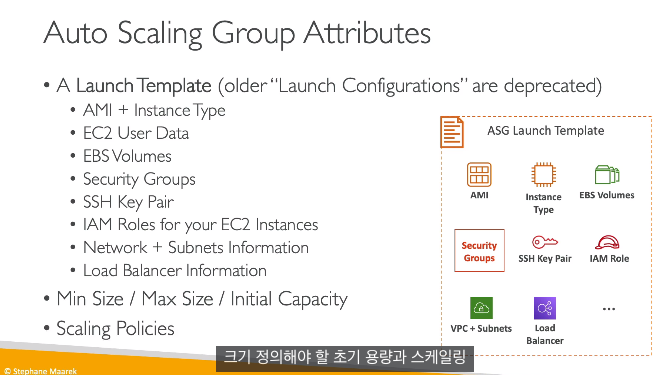 Auto Scaling Group Attributes
• A Launch Template (older “Launch Configurations” are deprecated)
• AMI + Instance Type
• EC2 User Data
• EBS Volumes
• Security Groups
• SSH Key Pair
• IAM Roles for your EC2 Instances
• Network + Subnets Information
• Load Balancer Information
• Min Size / Max Size / Initial Capacity
• Scaling Policies
ASG Launch Template
AMI
Instance
Type
EBS Volumes
Security
Groups
SSH Key Pair
IAM Role
VPC + Subnets
Load
Balancer
...
크기 정의해야 할 초기 용량과 스케일링
© Stephane Maarek